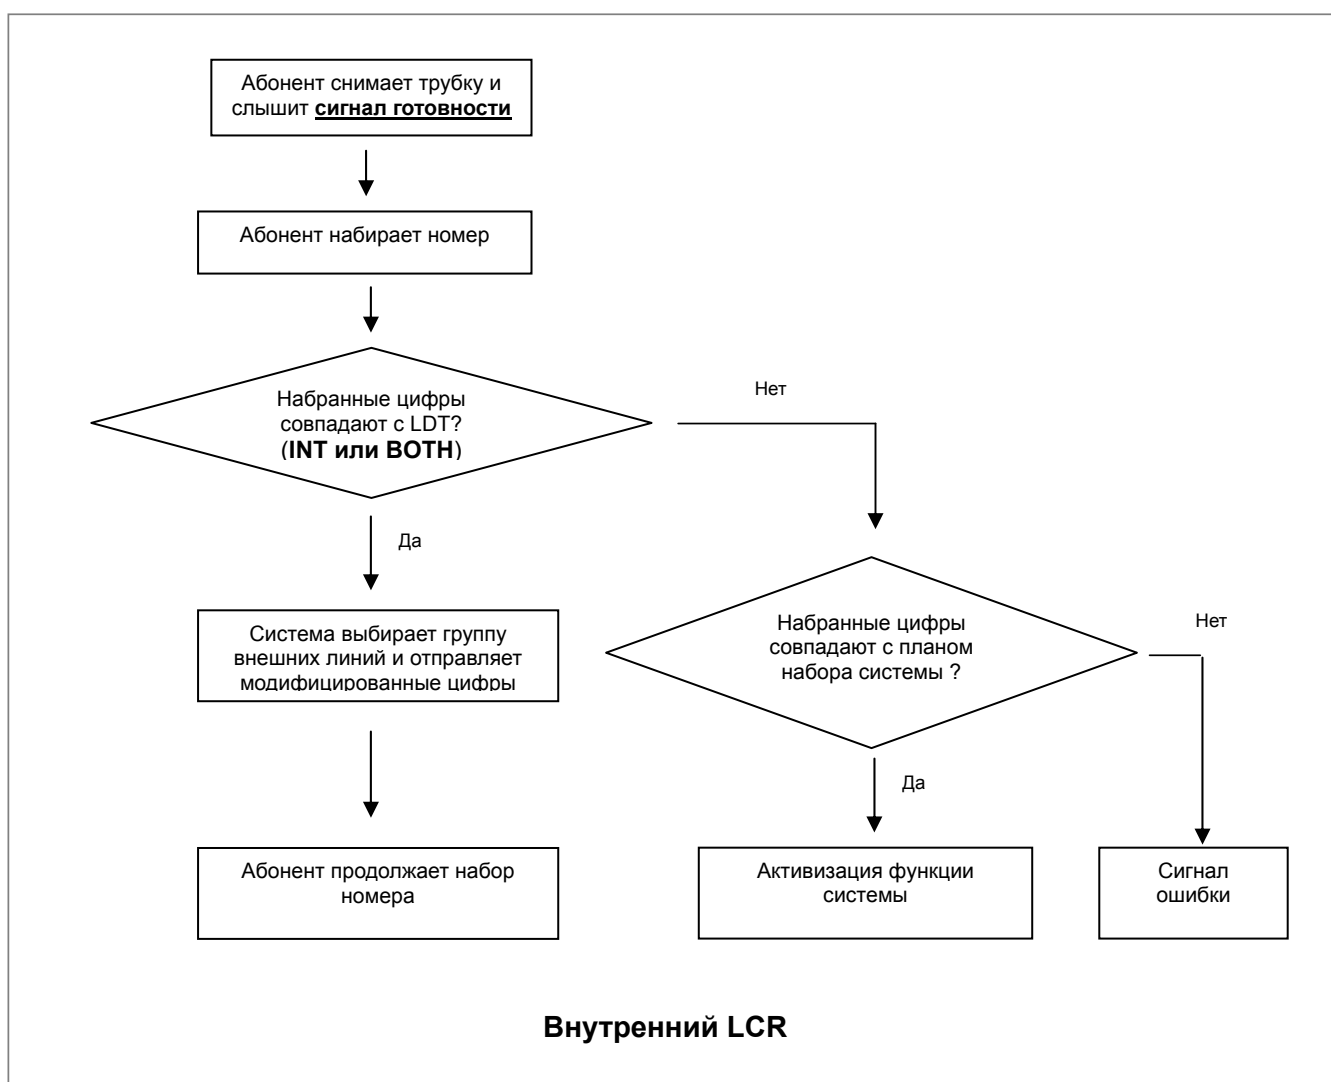 Абонент снимает трубку и
слышит сигнал готовности
Абонент набирает номер
Набранные цифры
совпадают с LDT?
(INT или BOTH)
Нет
Да
Система выбирает группу
внешних линий и отправляет
модифицированные цифры
Набранные цифры
совпадают с планом
набора системы ?
Нет
Да
Абонент продолжает набор
номера
Активизация функции
системы
Сигнал
ошибки
Внутренний LCR